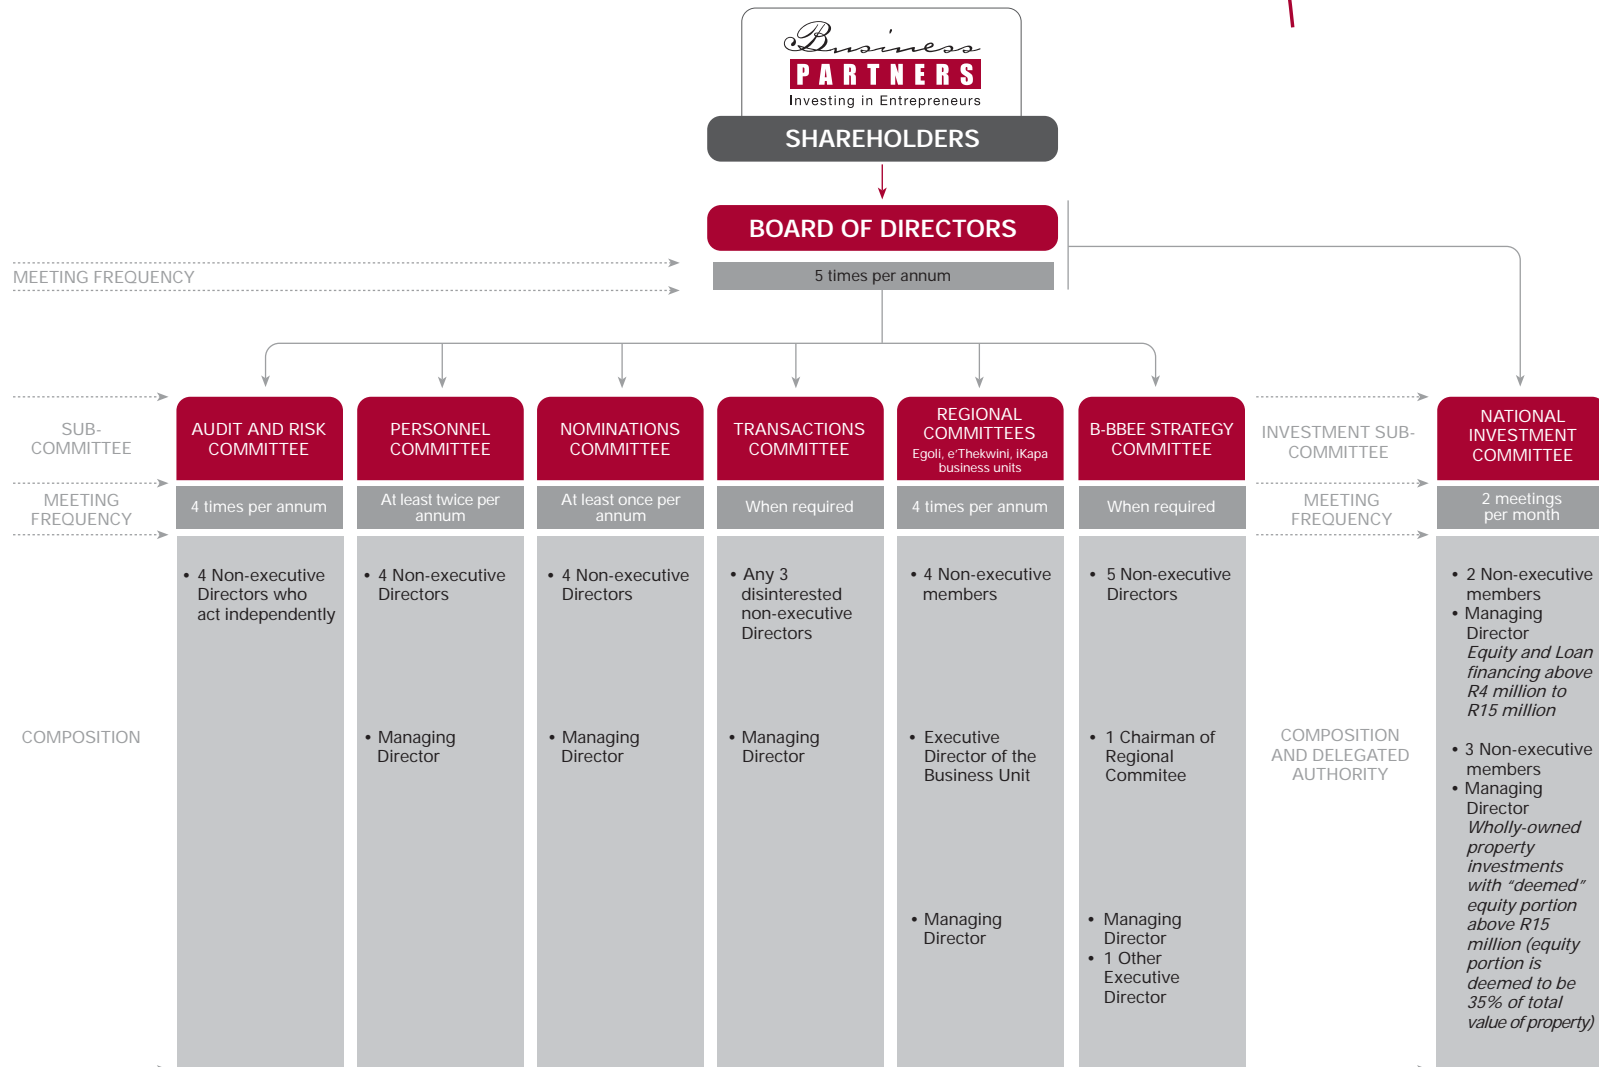 Business
PARTNERS
Investing in Entrepreneurs
SHAREHOLDERS
BOARD OF DIRECTORS
MEETING FREQUENCY
5 times per annum
SUB-
COMMITTEE
AUDIT AND RISK
COMMITTEE
PERSONNEL
COMMITTEE
NOMINATIONS
COMMITTEE
TRANSACTIONS
COMMITTEE
REGIONAL
COMMITTEES
Egoli, e'Thekwini, iKapa
business units
B-BBEE STRATEGY
COMMITTEE
INVESTMENT SUB-
COMMITTEE
NATIONAL
INVESTMENT
COMMITTEE
MEETING
FREQUENCY
4 times per annum
At least twice per
annum
At least once per
annum
When required
4 times per annum
When required
MEETING
FREQUENCY
2 meetings
per month
COMPOSITION
• 4 Non-executive
Directors who
act independently
• 4 Non-executive
Directors
• Managing
Director
• 4 Non-executive
Directors
• Managing
Director
• Any 3
disinterested
non-executive
Directors
• Managing
Director
• 4 Non-executive
members
• Executive
Director of the
Business Unit
• Managing
Director
• 5 Non-executive
Directors
• 1 Chairman of
Regional
Commitee
• Managing
Director
• 1 Other
Executive
Director
COMPOSITION
AND DELEGATED
AUTHORITY
• 2 Non-executive
members
• Managing
Director
Equity and Loan
financing above
R4 million to
R15 million
• 3 Non-executive
members
• Managing
Director
Wholly-owned
property
investments
with “deemed”
equity portion
above R15
million (equity
portion is
deemed to be
35% of total
value of property)